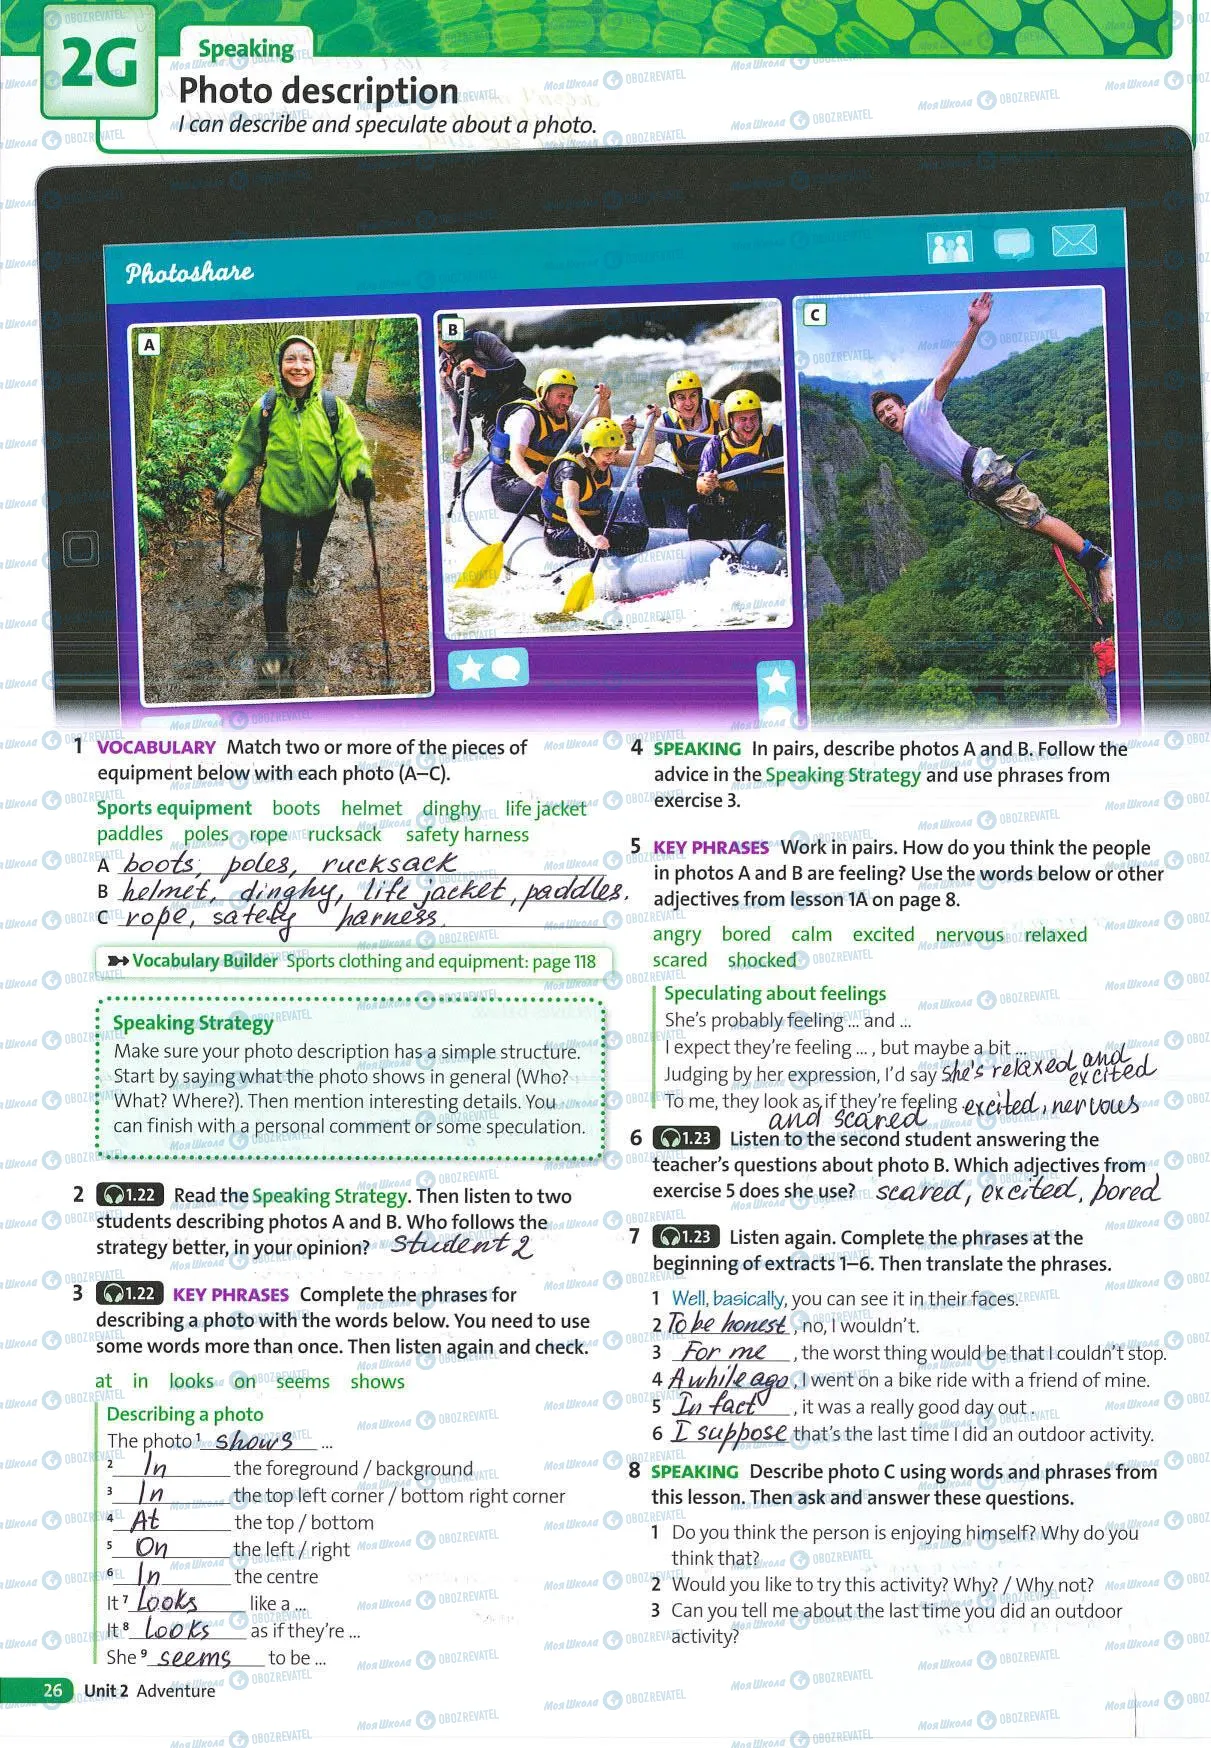 2G
Speaking
Photo description
I can describe and speculate about a photo.
Photoshare
A
B
C
1 VOCABULARY Match two or more of the pieces of
equipment below with each photo (A–C).
Sports equipment boots helmet dinghy life jacket
paddles poles rope rucksack safety harness
A boots, poles, rucksack
B helmet, dinghy, life jacket, paddles.
C rope, safety harness.
Vocabulary Builder Sports clothing and equipment: page 118
Speaking Strategy
Make sure your photo description has a simple structure.
Start by saying what the photo shows in general (Who?
What? Where?). Then mention interesting details. You
can finish with a personal comment or some speculation.
2 1.22 Read the Speaking Strategy. Then listen to two
students describing photos A and B. Who follows the
strategy better, in your opinion? Student 2
3 1.22 KEY PHRASES Complete the phrases for
describing a photo with the words below. You need to use
some words more than once. Then listen again and check.
at in looks on seems shows
Describing a photo
The photo 1 shows ...
2 In the foreground / background
3 In the top left corner / bottom right corner
4 At the top / bottom
5 On the left / right
6 In the centre
It 7 looks like a ...
It 8 looks as if they're ...
She 9 seems to be ...
26 Unit 2 Adventure
4 SPEAKING In pairs, describe photos A and B. Follow the
advice in the Speaking Strategy and use phrases from
exercise 3.
5 KEY PHRASES Work in pairs. How do you think the people
in photos A and B are feeling? Use the words below or other
adjectives from lesson 1A on page 8.
angry bored calm excited nervous relaxed
scared shocked
Speculating about feelings
She's probably feeling ... and ...
I expect they're feeling ... , but maybe a bit ...
Judging by her expression, I'd say she's relaxed and
excited
To me, they look as if they're feeling excited, nervous
and scared
6 1.23 Listen to the second student answering the
teacher's questions about photo B. Which adjectives from
exercise 5 does she use? scared, excited, bored
7 1.23 Listen again. Complete the phrases at the
beginning of extracts 1–6. Then translate the phrases.
1 Well, basically, you can see it in their faces.
2 To be honest , no, I wouldn't.
3 For me , the worst thing would be that I couldn't stop.
4 A while ago , I went on a bike ride with a friend of mine.
5 In fact , it was a really good day out .
6 I suppose that's the last time I did an outdoor activity.
8 SPEAKING Describe photo C using words and phrases from
this lesson. Then ask and answer these questions.
1 Do you think the person is enjoying himself? Why do you
think that?
2 Would you like to try this activity? Why? / Why not?
3 Can you tell me about the last time you did an outdoor
activity?
Моя Школа OBOZREVATEL